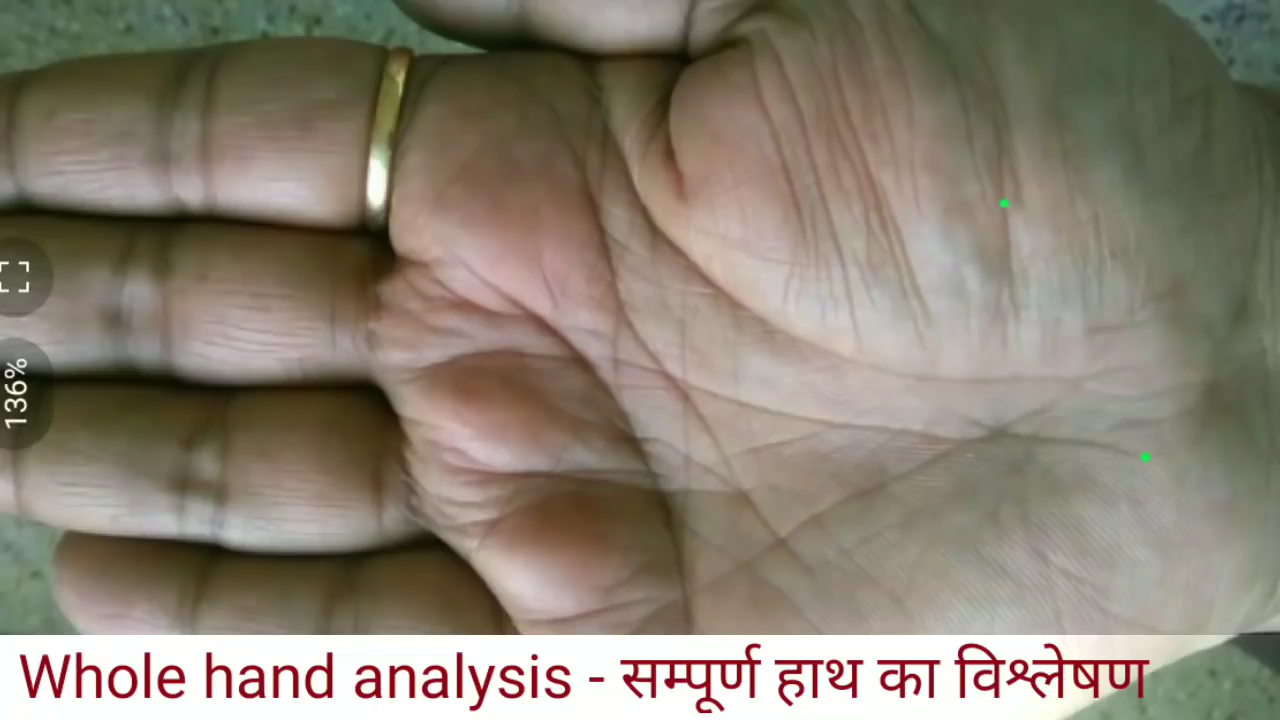 136%
Whole hand analysis - सम्पूर्ण हाथ का विश्लेषण